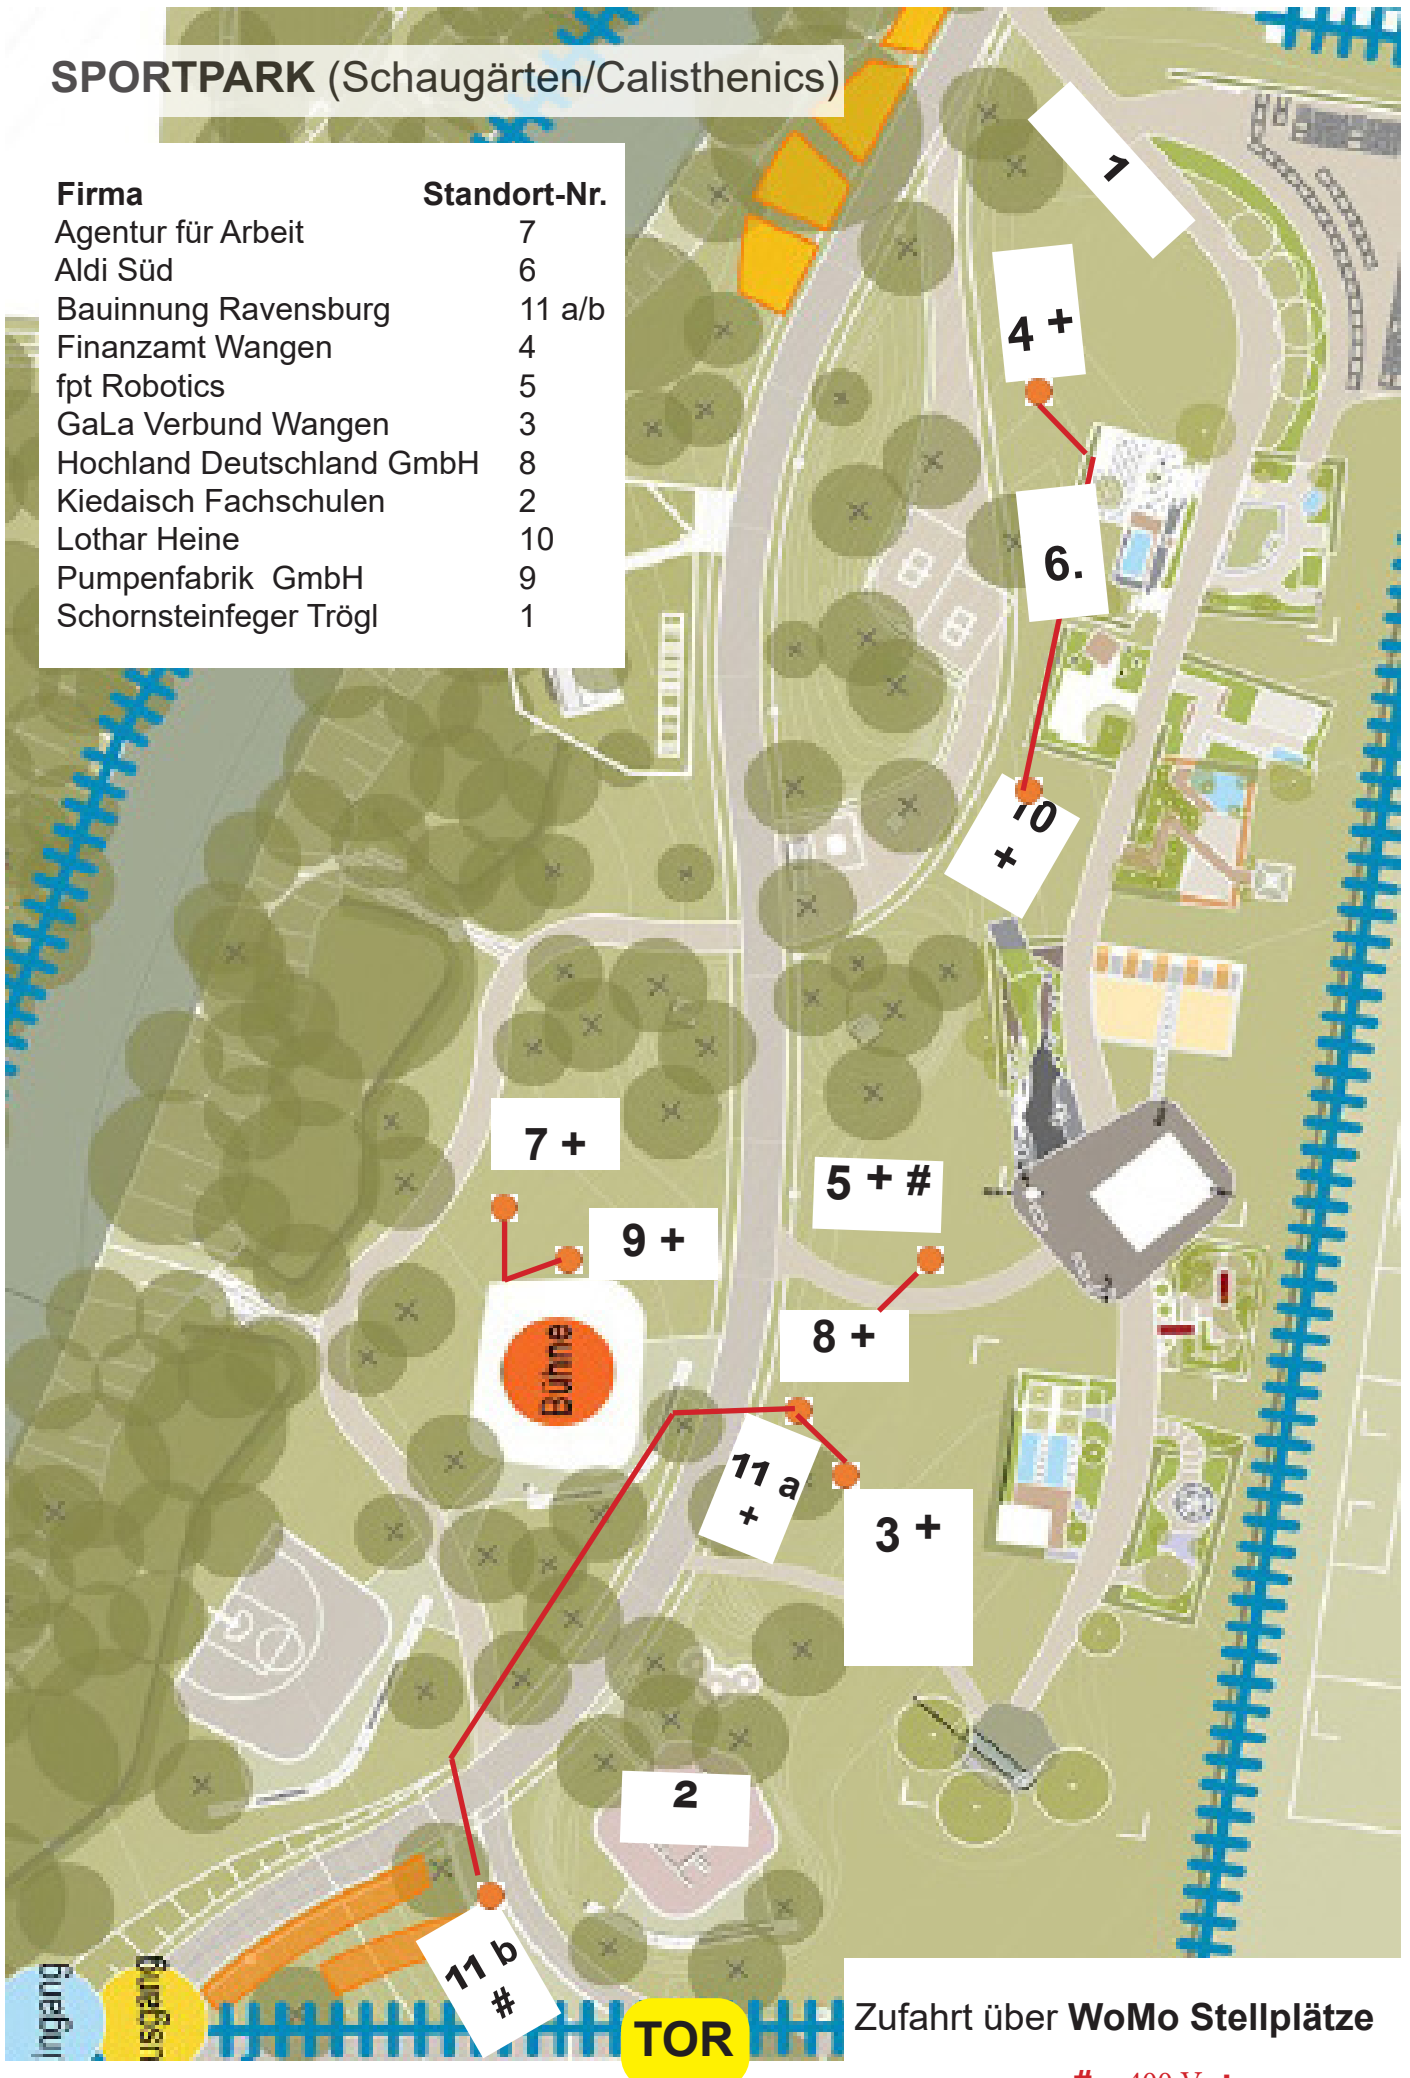 SPORTPARK (Schaugärten/Calisthenics)
Firma Standort-Nr.
Agentur für Arbeit 7
Aldi Süd 6
Bauinnung Ravensburg 11 a/b
Finanzamt Wangen 4
fpt Robotics 5
GaLa Verbund Wangen 3
Hochland Deutschland GmbH 8
Kiedaisch Fachschulen 2
Lothar Heine 10
Pumpenfabrik GmbH 9
Schornsteinfeger Trögl 1
1
4 +
6.
10
+
7 +
5 + #
9 +
8 +
Bühne
11 a
+
3 +
2
11 b
#
ingang
usgang
TOR
Zufahrt über WoMo Stellplätze